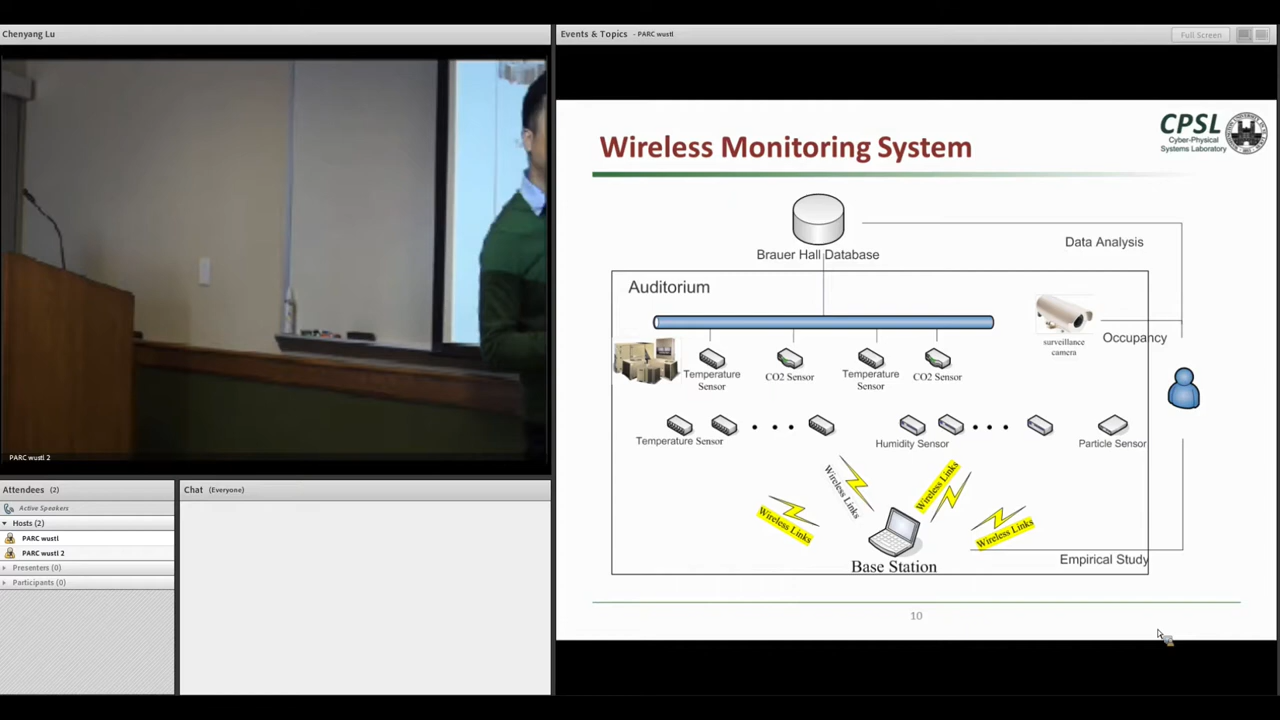 Chenyang Lu
PARC wustl 2
Attendees (2)
Active Speakers
Hosts (2)
PARC wustl
PARC wustl 2
Presenters (0)
Participants (0)
Chat (Everyone)
Events & Topics - PARC wustl
Full Screen
Wireless Monitoring System
CPSL
Cyber-Physical
Systems Laboratory
Brauer Hall Database
Data Analysis
Auditorium
surveillance
camera
Occupancy
Temperature
Sensor
CO2 Sensor
Temperature
Sensor
CO2 Sensor
Temperature Sensor
Humidity Sensor
Particle Sensor
Wireless Links
Wireless Links
Wireless Links
Wireless Links
Base Station
Empirical Study
10